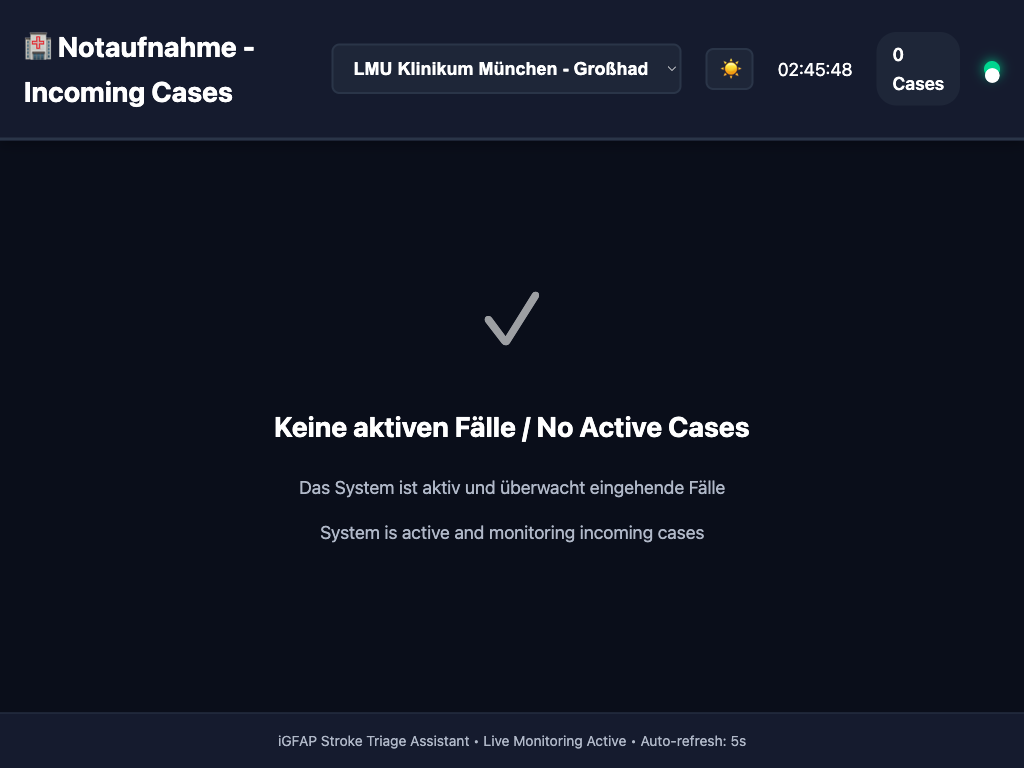 Notaufnahme -
Incoming Cases
LMU Klinikum München - Großhad
02:45:48
0
Cases
Keine aktiven Fälle / No Active Cases
Das System ist aktiv und überwacht eingehende Fälle
System is active and monitoring incoming cases
iGFAP Stroke Triage Assistant • Live Monitoring Active • Auto-refresh: 5s